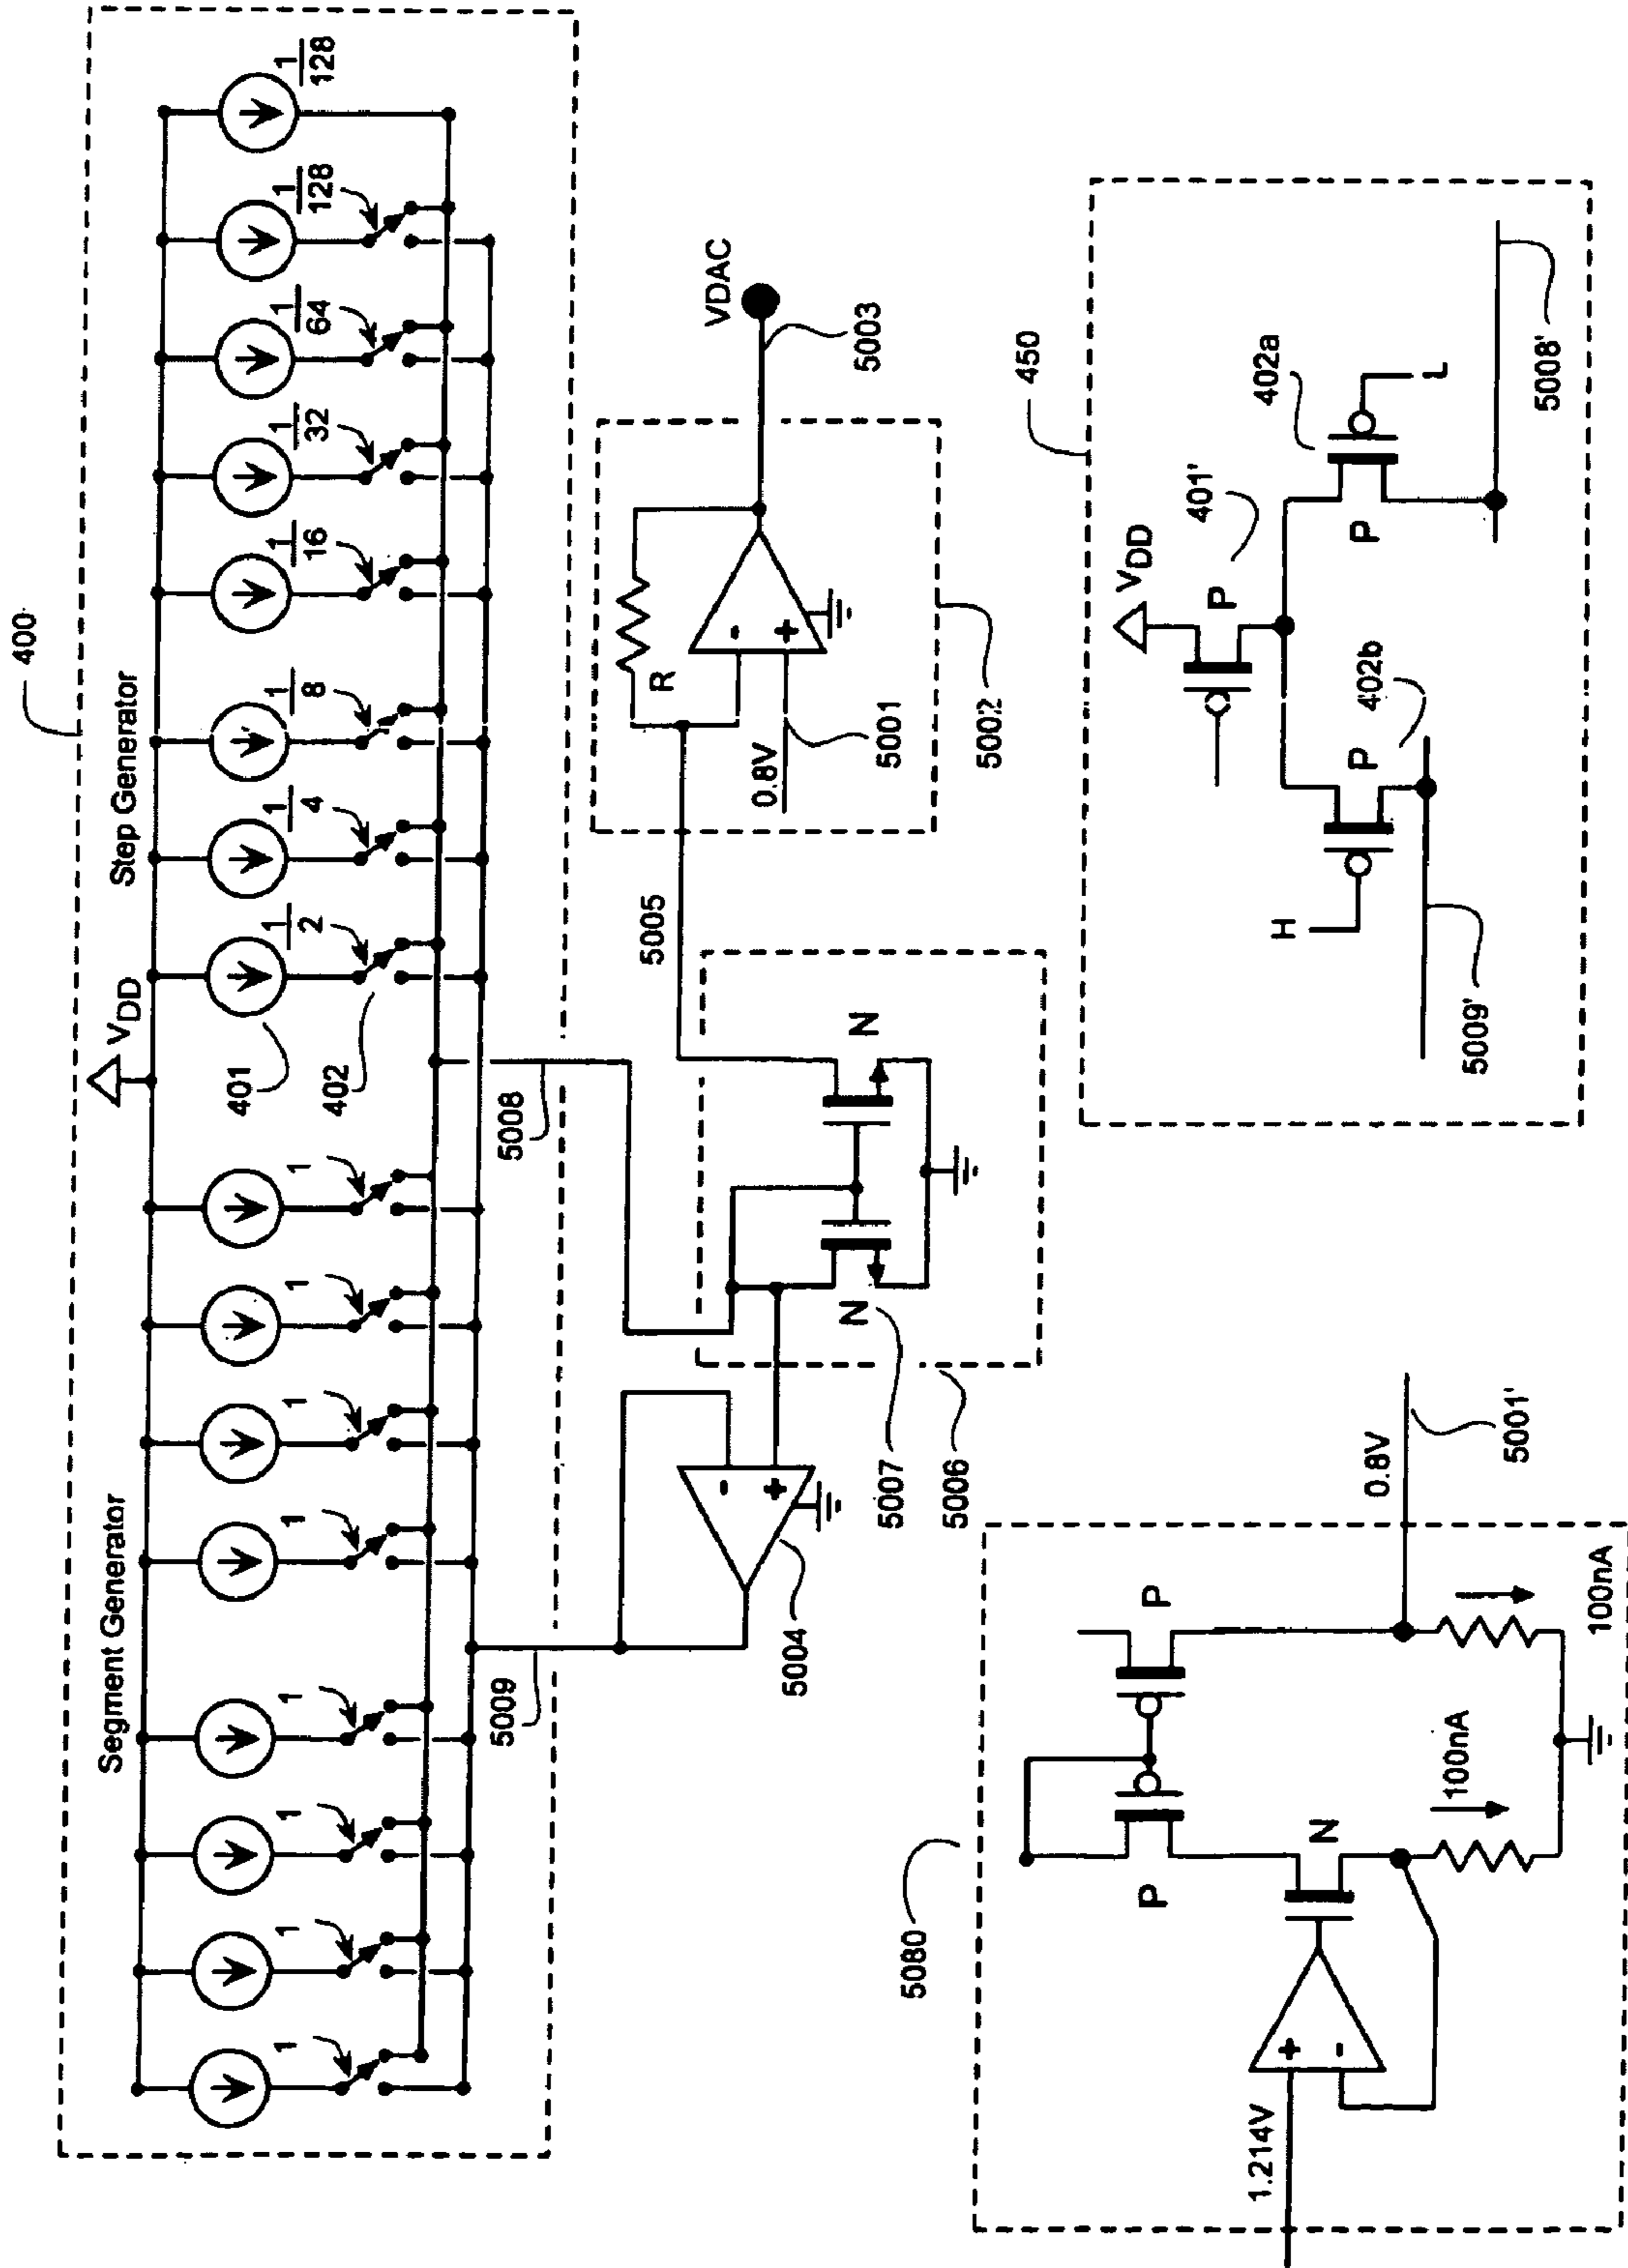 400
VDD
Segment Generator
Step Generator
1
1
1
1
1
1
1
1
1/2
1/4
1/8
1/16
1/32
1/64
1/128
1/128
401
402
5009
5008
5004
-
+
5007
5006
N
N
5005
R
-
+
0.8V
5001
5002
VDAC
5003
5080
1.214V
+
-
P
P
N
100nA
100nA
0.8V
5001'
450
VDD
P
401'
H
P
402b
P
402a
L
5009'
5008'